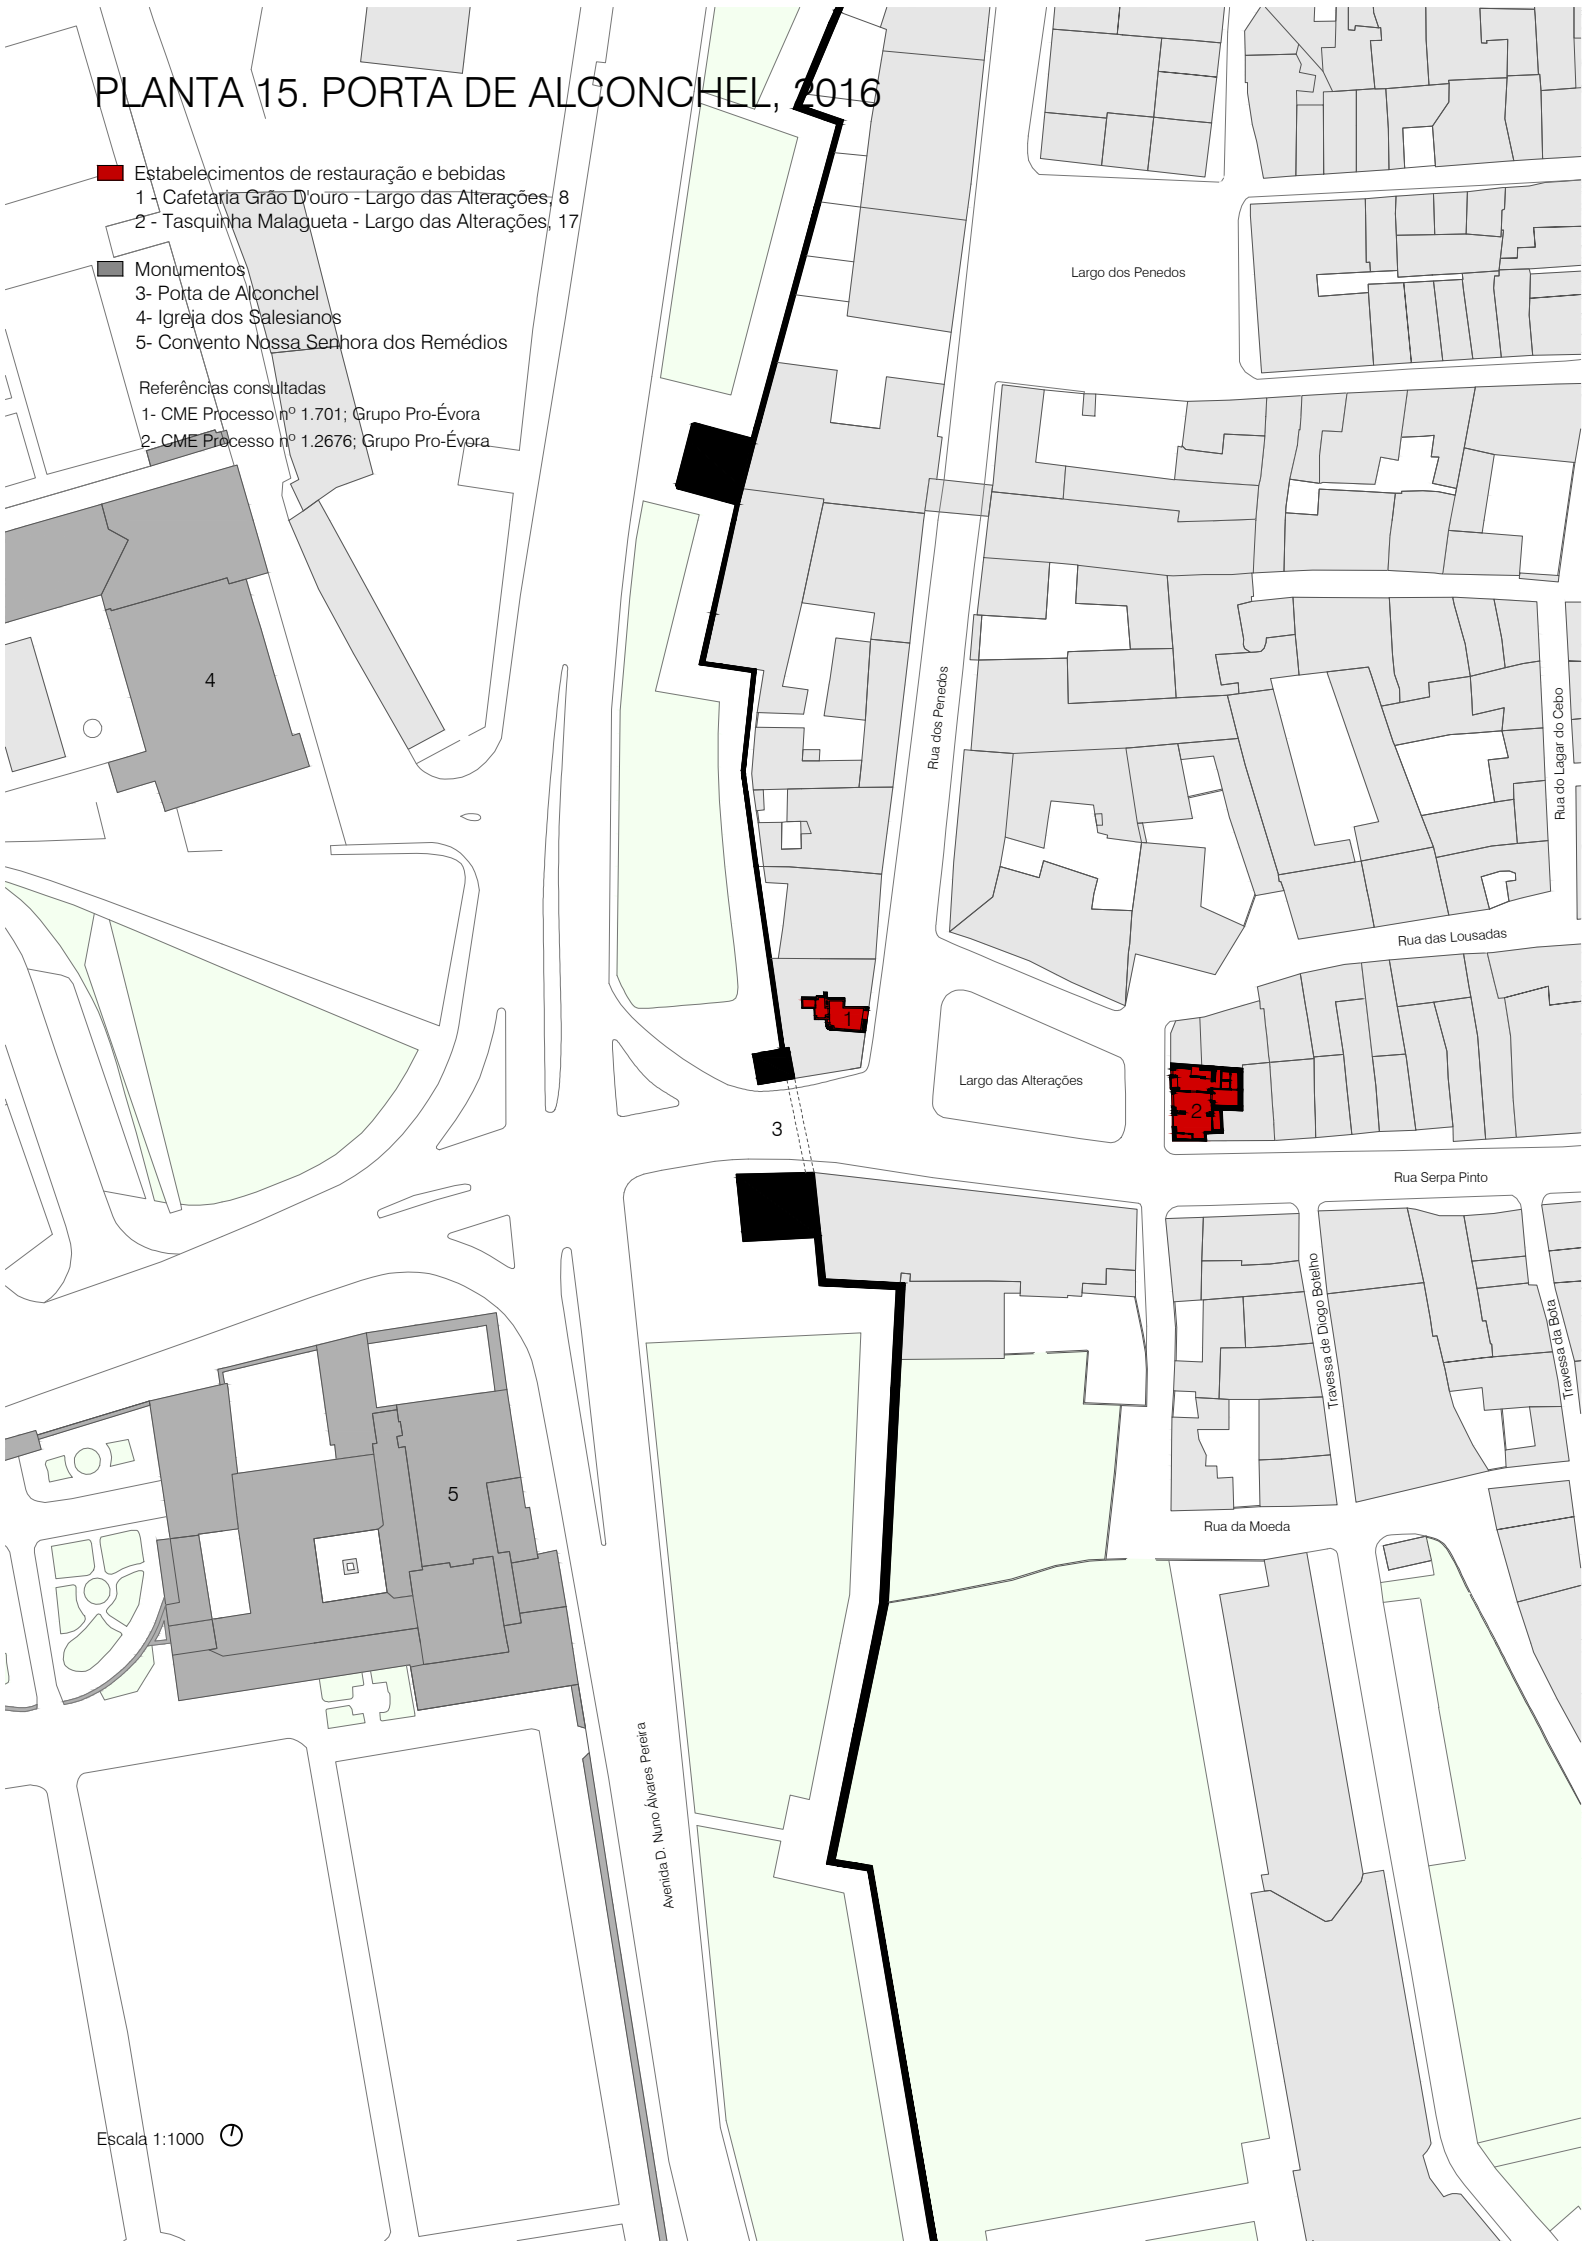 PLANTA 15. PORTA DE ALCONCHEL, 2016
Estabelecimentos de restauração e bebidas
1 - Cafetaria Grão D'ouro - Largo das Alterações, 8
2 - Tasquinha Malagueta - Largo das Alterações, 17
Monumentos
3- Porta de Alconchel
4- Igreja dos Salesianos
5- Convento Nossa Senhora dos Remédios
Referências consultadas
1- CME Processo nº 1.701; Grupo Pro-Évora
2- CME Processo nº 1.2676; Grupo Pro-Évora
Largo dos Penedos
4
Rua dos Penedos
Rua do Lagar do Cebo
Rua das Lousadas
1
Largo das Alterações
2
3
Rua Serpa Pinto
Travessa de Diogo Botelho
Travessa da Bota
5
Rua da Moeda
Avenida D. Nuno Álvares Pereira
Escala 1:1000